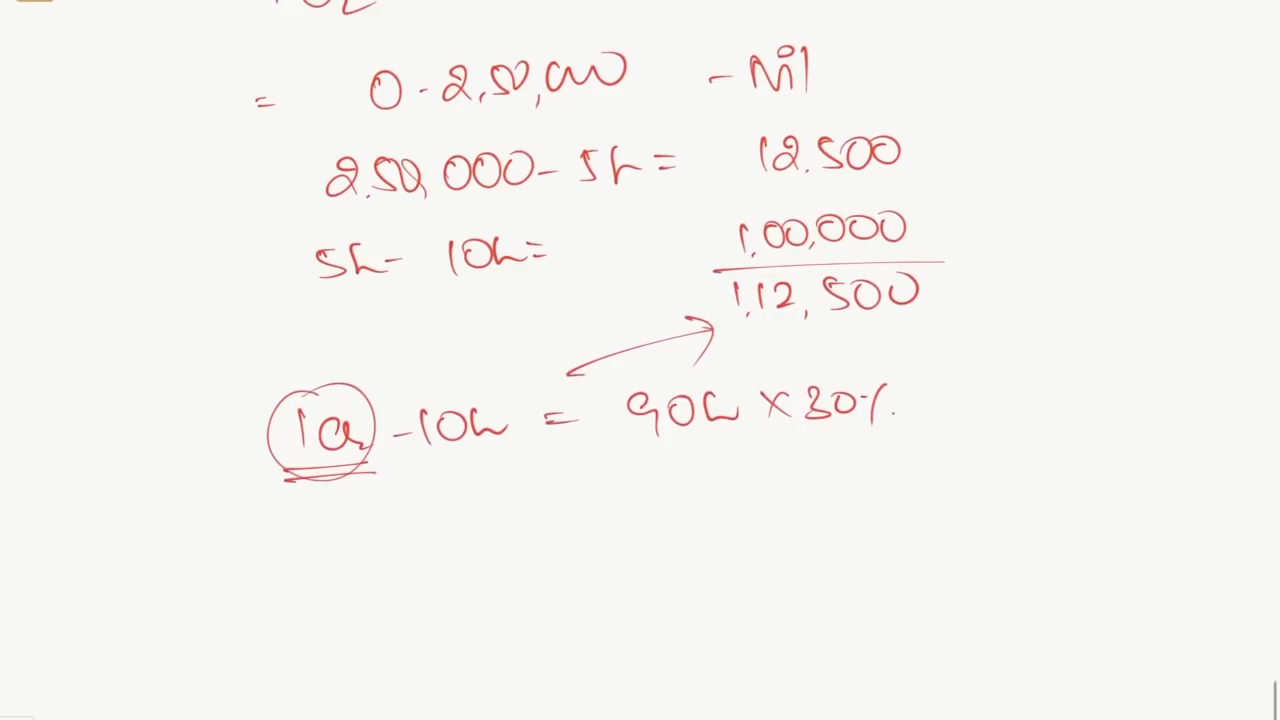 = 0 - 2,50,000 - Nil
2.50,000 - 5L = 12.500
5L - 10L = 1,00,000
1,12,500
1Cr - 10L = 90L × 30%